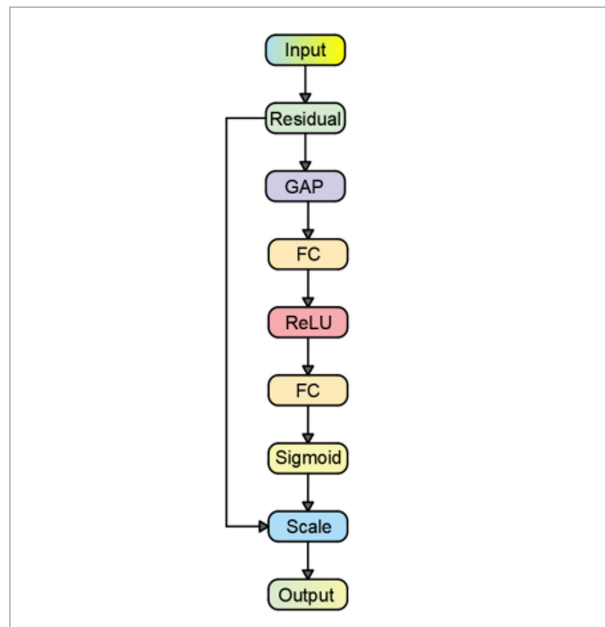 Input
Residual
GAP
FC
ReLU
FC
Sigmoid
Scale
Output